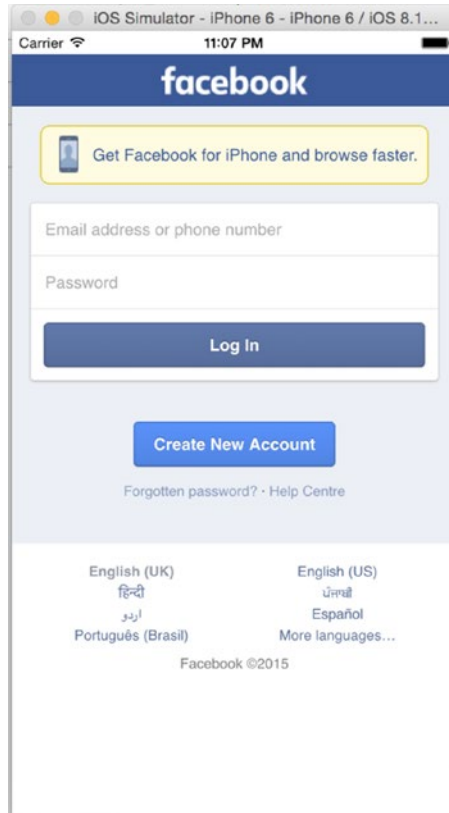 iOS Simulator - iPhone 6 - iPhone 6 / iOS 8.1...
Carrier 11:07 PM
facebook
Get Facebook for iPhone and browse faster.
Email address or phone number
Password
Log In
Create New Account
Forgotten password? · Help Centre
English (UK) English (US)
हिन्दी ਪੰਜਾਬੀ
اردو Español
Português (Brasil) More languages...
Facebook ©2015